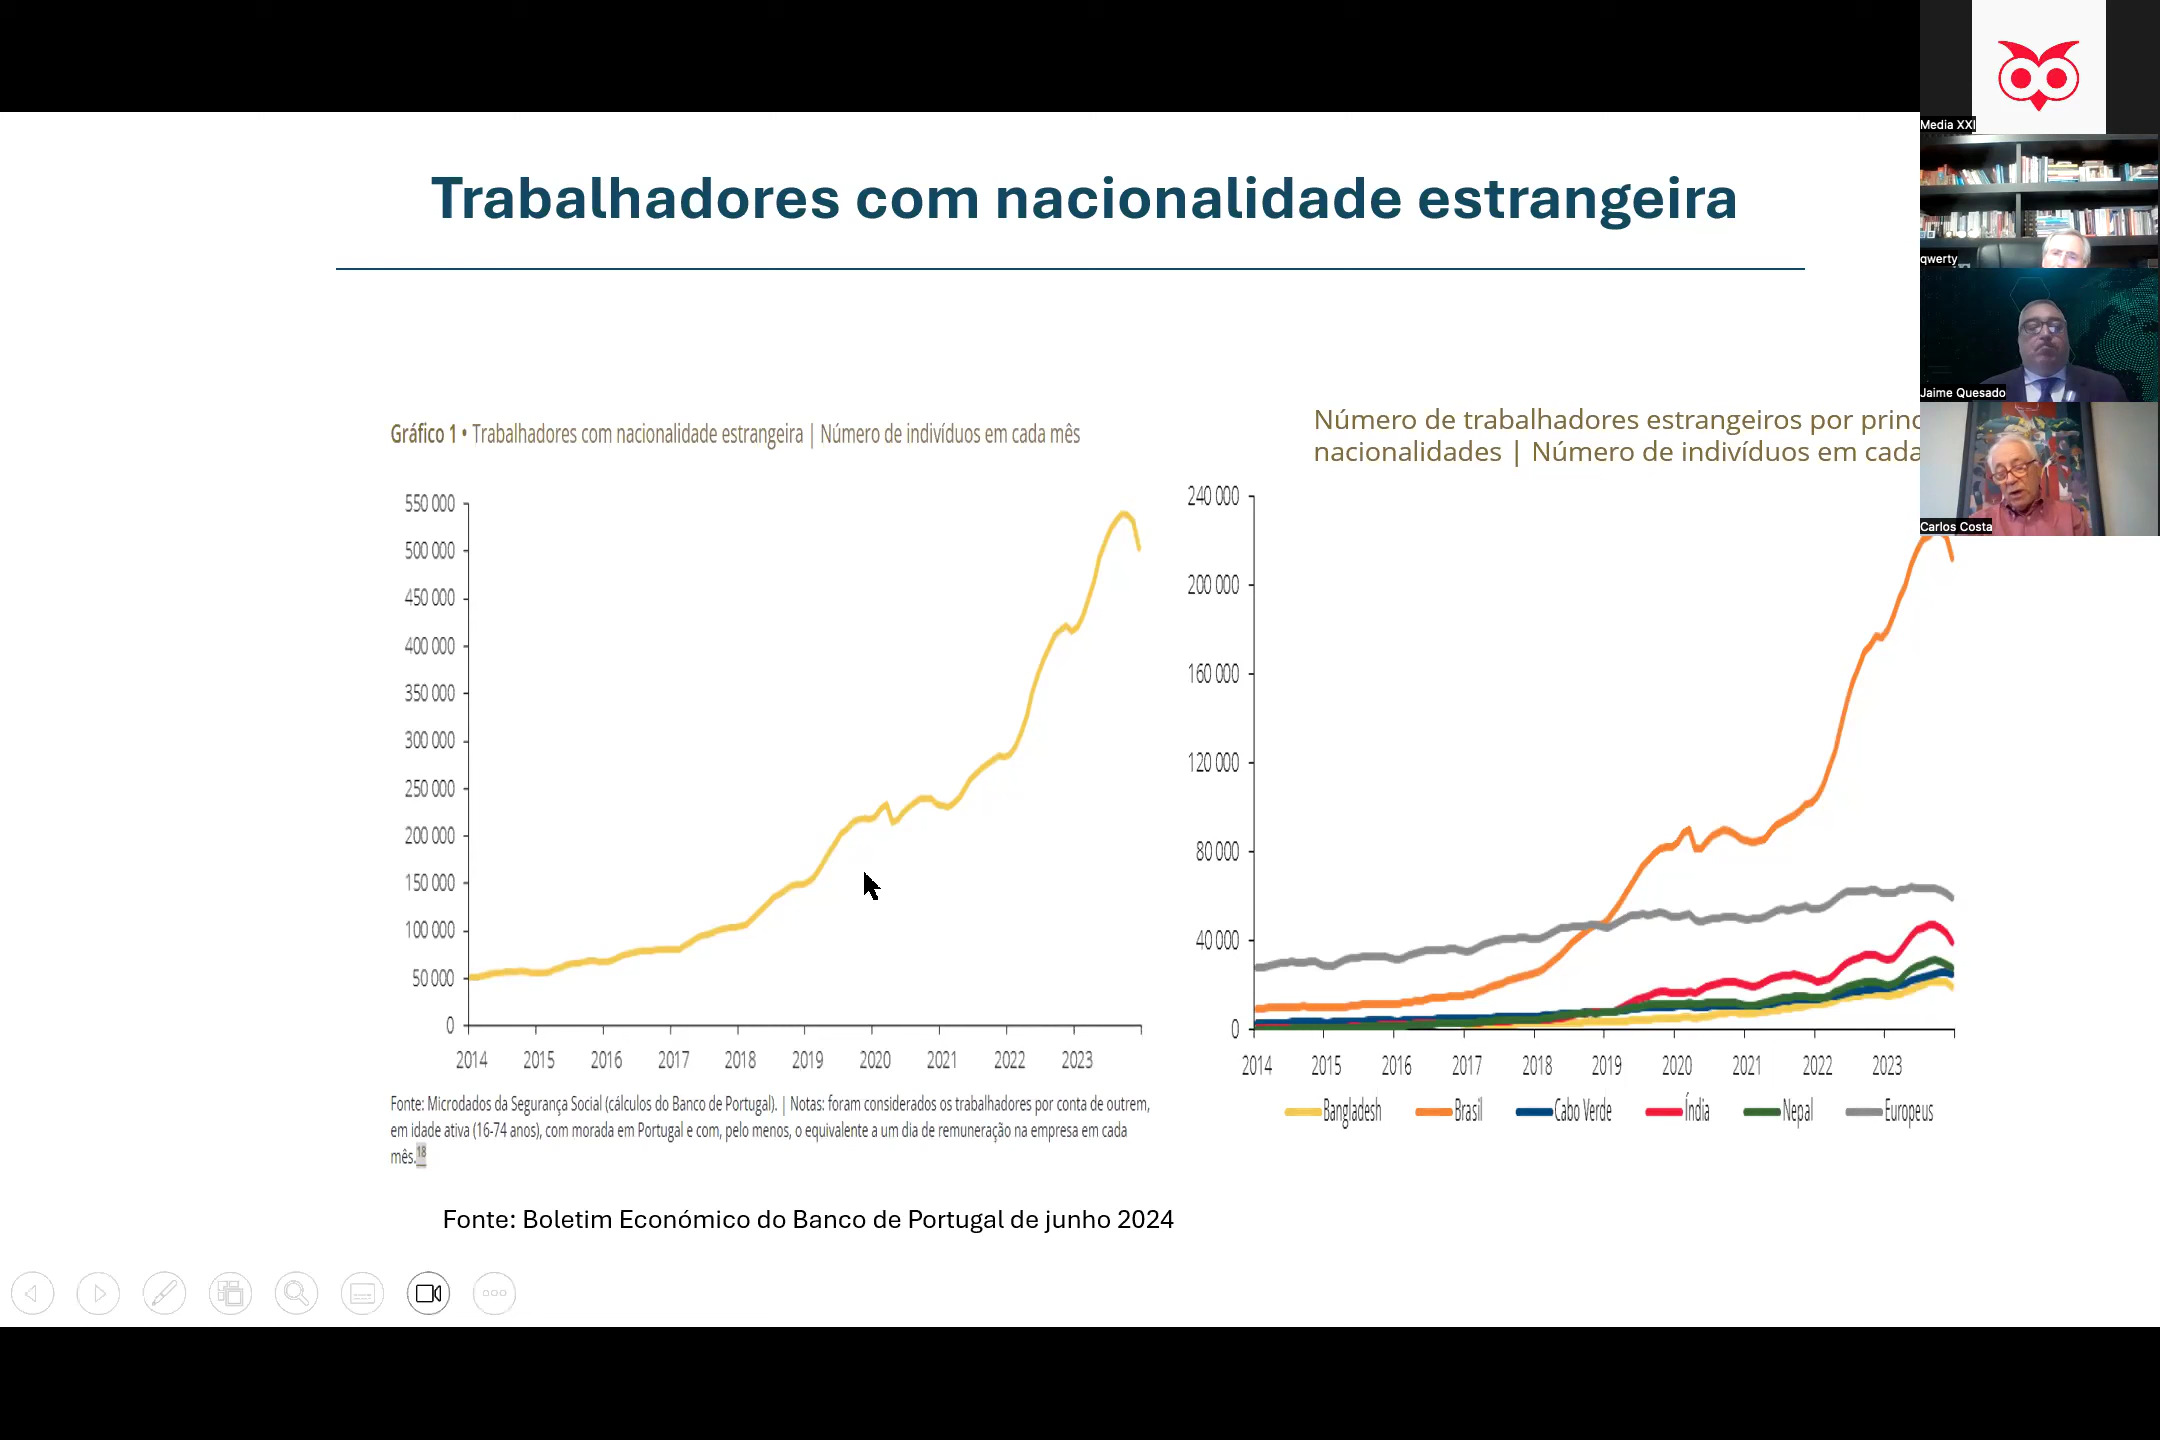 Trabalhadores com nacionalidade estrangeira
Media XXI
qwerty
Jaime Quesado
Carlos Costa
Gráfico 1 • Trabalhadores com nacionalidade estrangeira | Número de indivíduos em cada mês
550 000
500 000
450 000
400 000
350 000
300 000
250 000
200 000
150 000
100 000
50 000
0
2014 2015 2016 2017 2018 2019 2020 2021 2022 2023
Fonte: Microdados da Segurança Social (cálculos do Banco de Portugal). | Notas: foram considerados os trabalhadores por conta de outrem,
em idade ativa (16-74 anos), com morada em Portugal e com, pelo menos, o equivalente a um dia de remuneração na empresa em cada
mês.18
Número de trabalhadores estrangeiros por princ
nacionalidades | Número de indivíduos em cada
240 000
200 000
160 000
120 000
80 000
40 000
0
2014 2015 2016 2017 2018 2019 2020 2021 2022 2023
Bangladesh Brasil Cabo Verde Índia Nepal Europeus
Fonte: Boletim Económico do Banco de Portugal de junho 2024